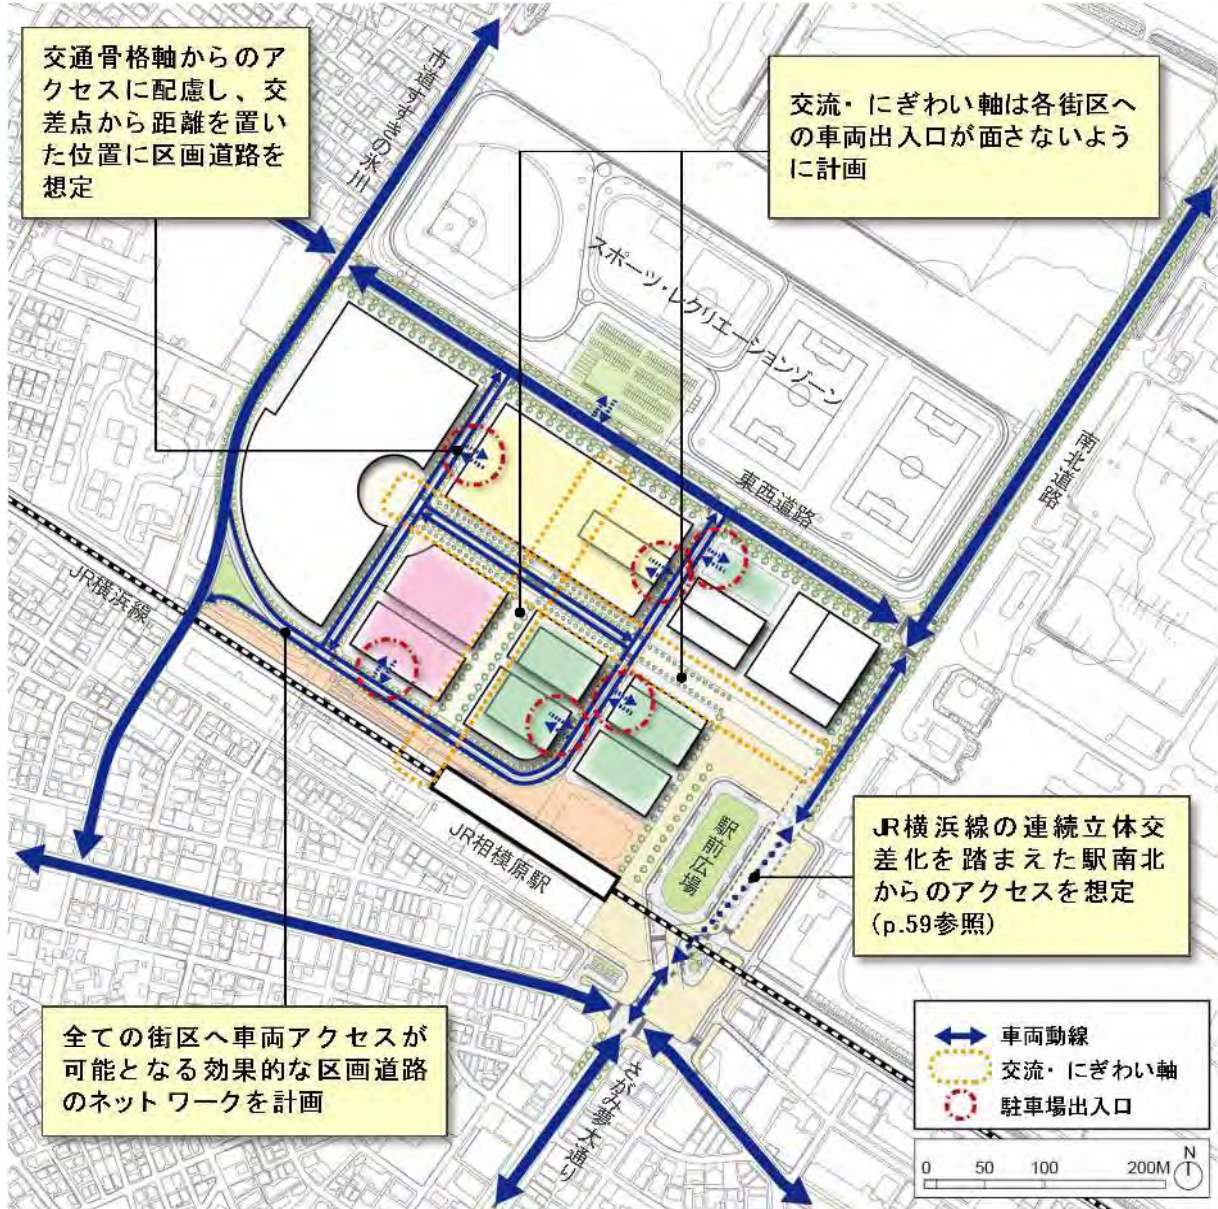 交通骨格軸からのア
クセスに配慮し、交
差点から距離を置い
た位置に区画道路を
想定
市道すすきの氷川
交流・にぎわい軸は各街区へ
の車両出入口が面さないよう
に計画
スポーツ・レクリエーションゾーン
南北道路
東西道路
JR横浜線
JR相模原駅
駅前広場
JR横浜線の連続立体交
差化を踏まえた駅南北
からのアクセスを想定
(p.59参照)
全ての街区へ車両アクセスが
可能となる効果的な区画道路
のネットワークを計画
さがみ夢大通り
車両動線
交流・にぎわい軸
駐車場出入口
0 50 100 200M
N